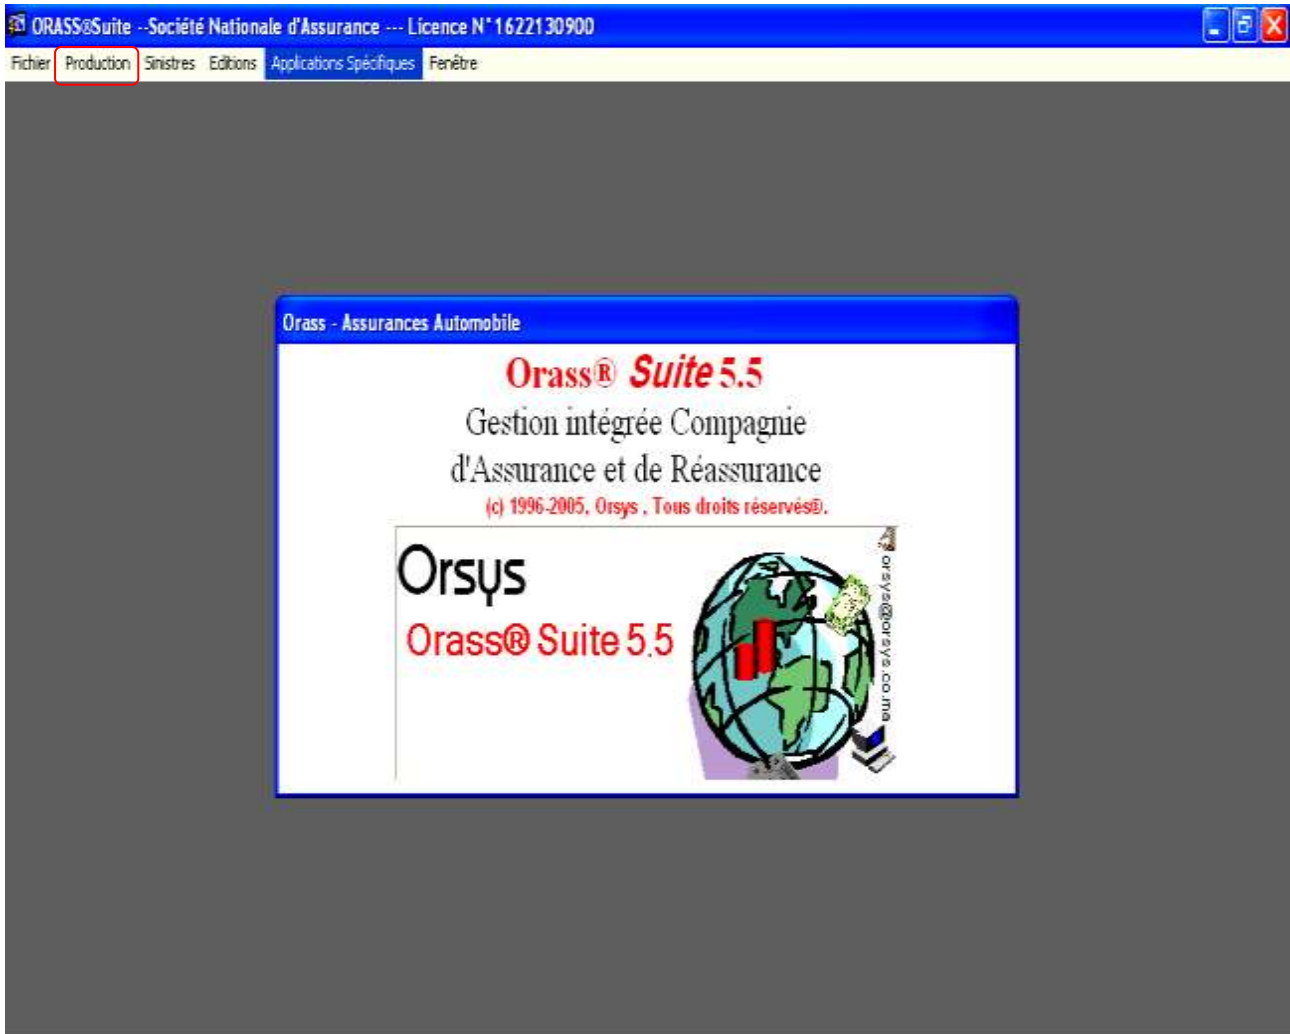 ORASS®Suite --Société Nationale d'Assurance --- Licence N°1622130900
Fichier Production Sinistres Editions Applications Spécifiques Fenêtre
Orass - Assurances Automobile
Orass® Suite 5.5
Gestion intégrée Compagnie
d'Assurance et de Réassurance
(c) 1996-2005, Orsys , Tous droits réservés®.
Orsys
Orass® Suite 5.5
orsys@orsys.co.ma